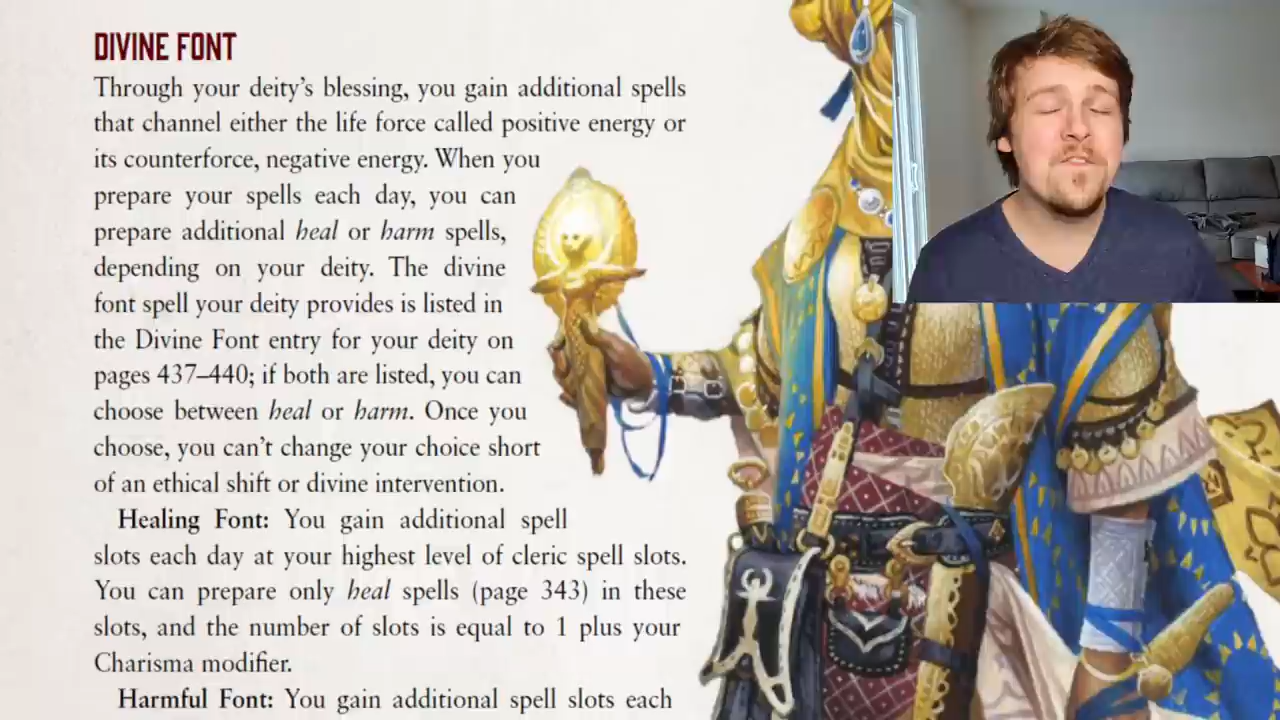 DIVINE FONT
Through your deity’s blessing, you gain additional spells
that channel either the life force called positive energy or
its counterforce, negative energy. When you
prepare your spells each day, you can
prepare additional heal or harm spells,
depending on your deity. The divine
font spell your deity provides is listed in
the Divine Font entry for your deity on
pages 437–440; if both are listed, you can
choose between heal or harm. Once you
choose, you can’t change your choice short
of an ethical shift or divine intervention.
Healing Font: You gain additional spell
slots each day at your highest level of cleric spell slots.
You can prepare only heal spells (page 343) in these
slots, and the number of slots is equal to 1 plus your
Charisma modifier.
Harmful Font: You gain additional spell slots each